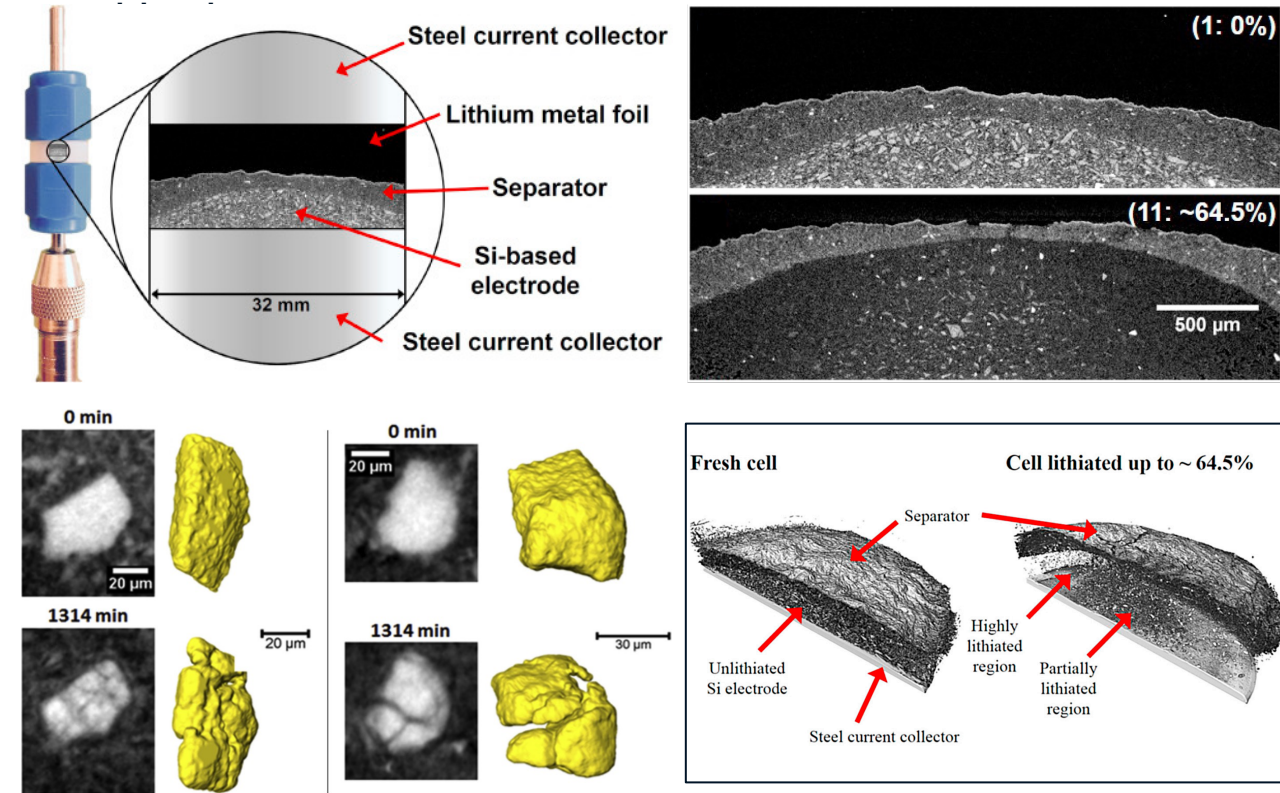 Steel current collector
Lithium metal foil
Separator
Si-based
electrode
32 mm
Steel current collector
(1: 0%)
(11: ~64.5%)
500 µm
0 min
20 µm
1314 min
20 µm
0 min
20 µm
1314 min
30 µm
Fresh cell
Cell lithiated up to ~ 64.5%
Separator
Highly
lithiated
region
Unlithiated
Si electrode
Partially
lithiated
region
Steel current collector